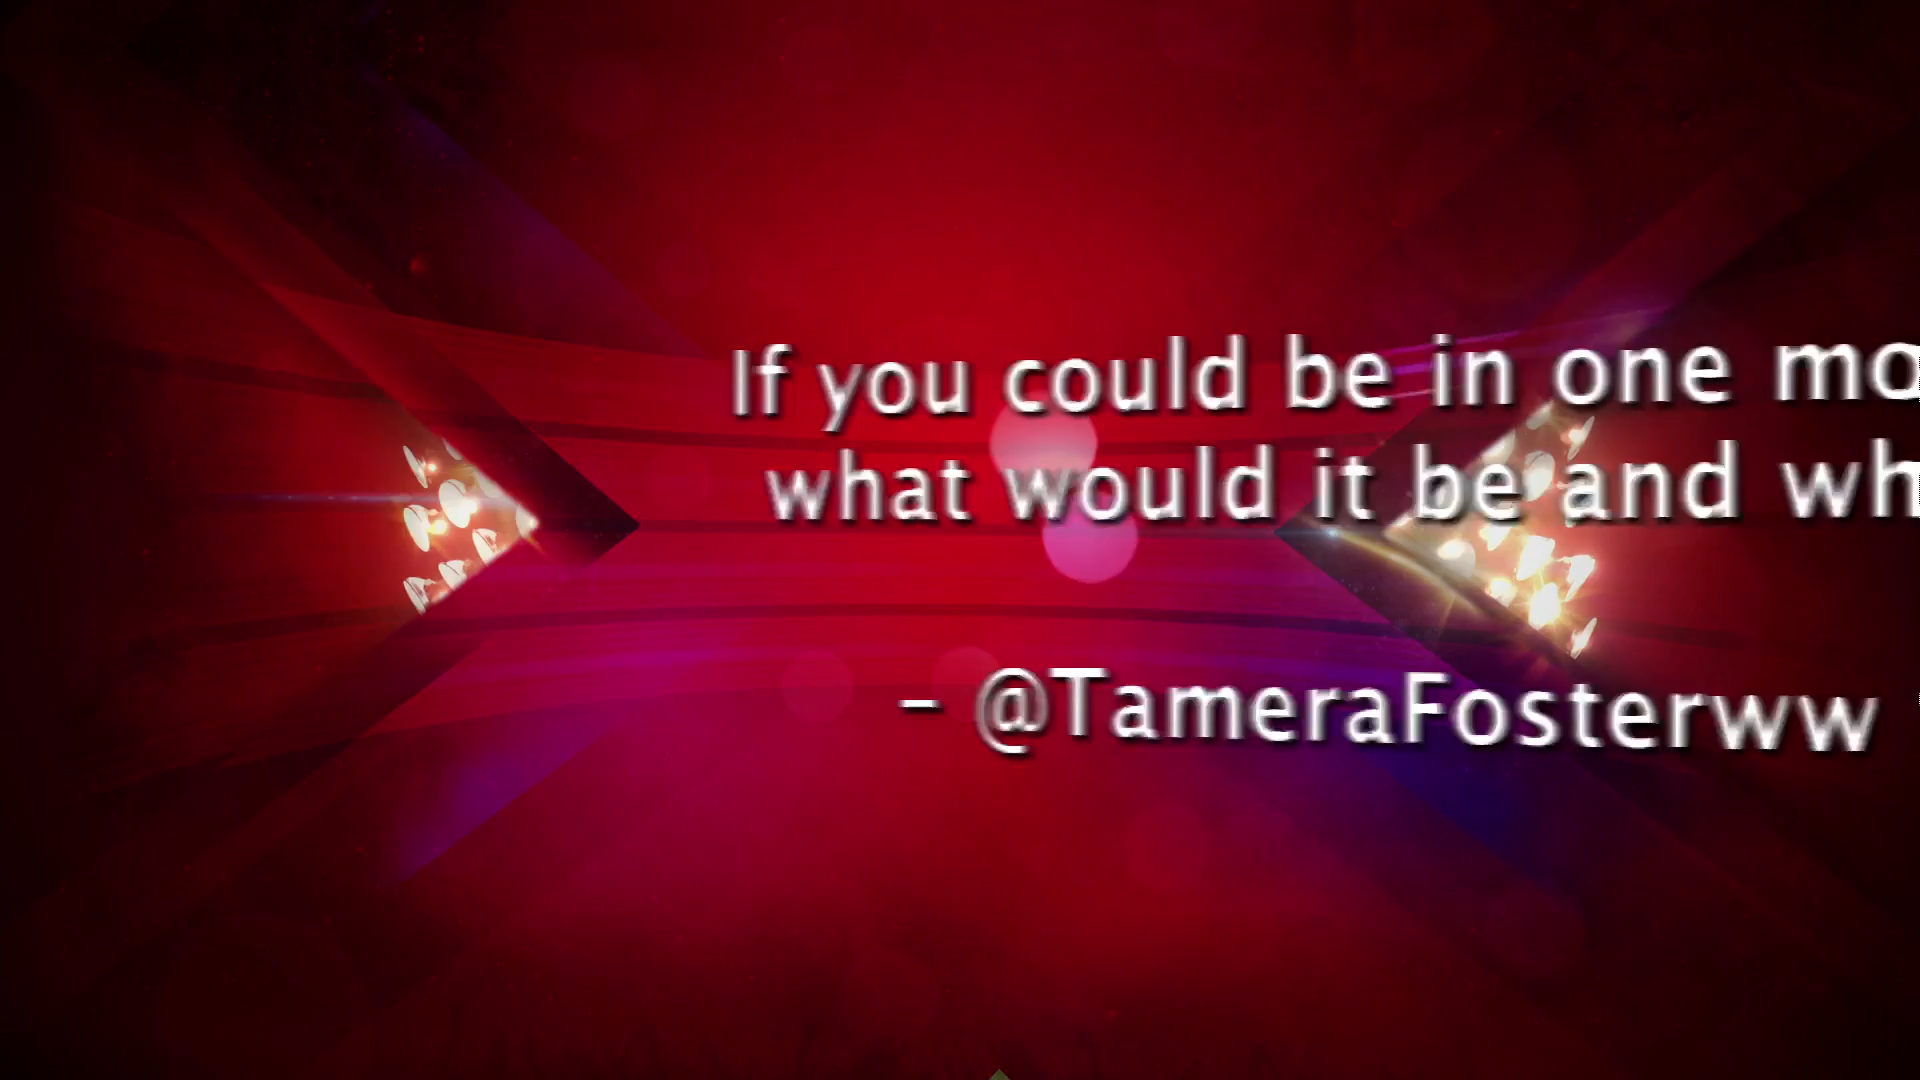 If you could be in one mo
what would it be and wh
- @TameraFosterww